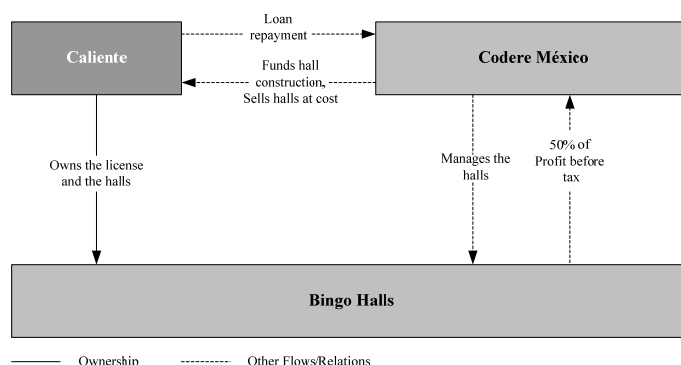 Loan
repayment
Caliente
Codere México
Funds hall
construction,
Sells halls at cost
Owns the license
and the halls
Manages the
halls
50% of
Profit before
tax
Bingo Halls
Ownership
Other Flows/Relations